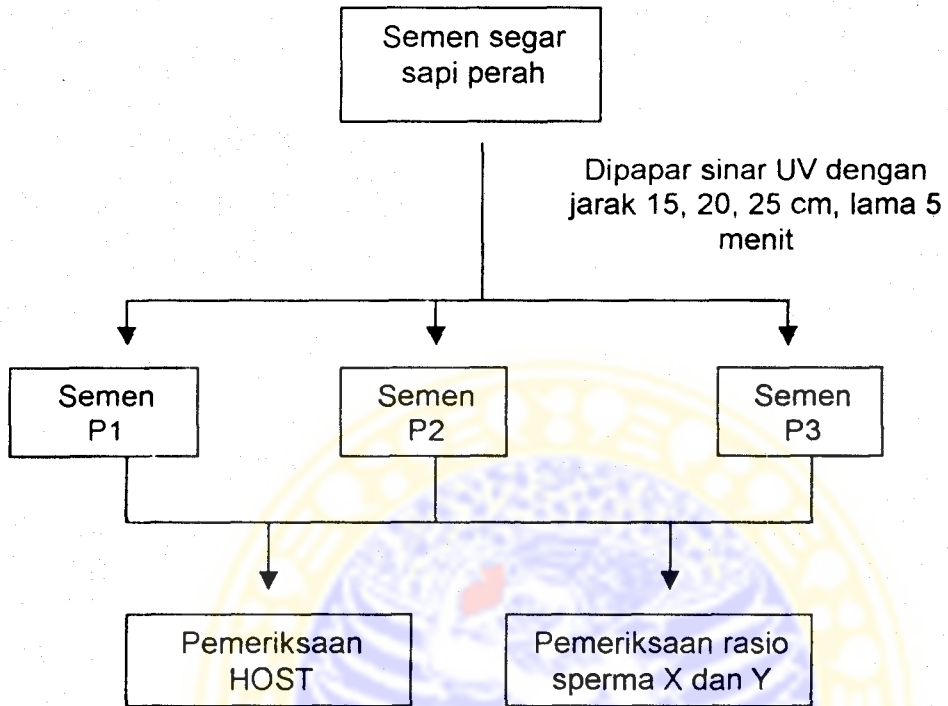 Semen segar
sapi perah
Dipapar sinar UV dengan
jarak 15, 20, 25 cm, lama 5
menit
Semen
P1
Semen
P2
Semen
P3
Pemeriksaan
HOST
Pemeriksaan rasio
sperma X dan Y